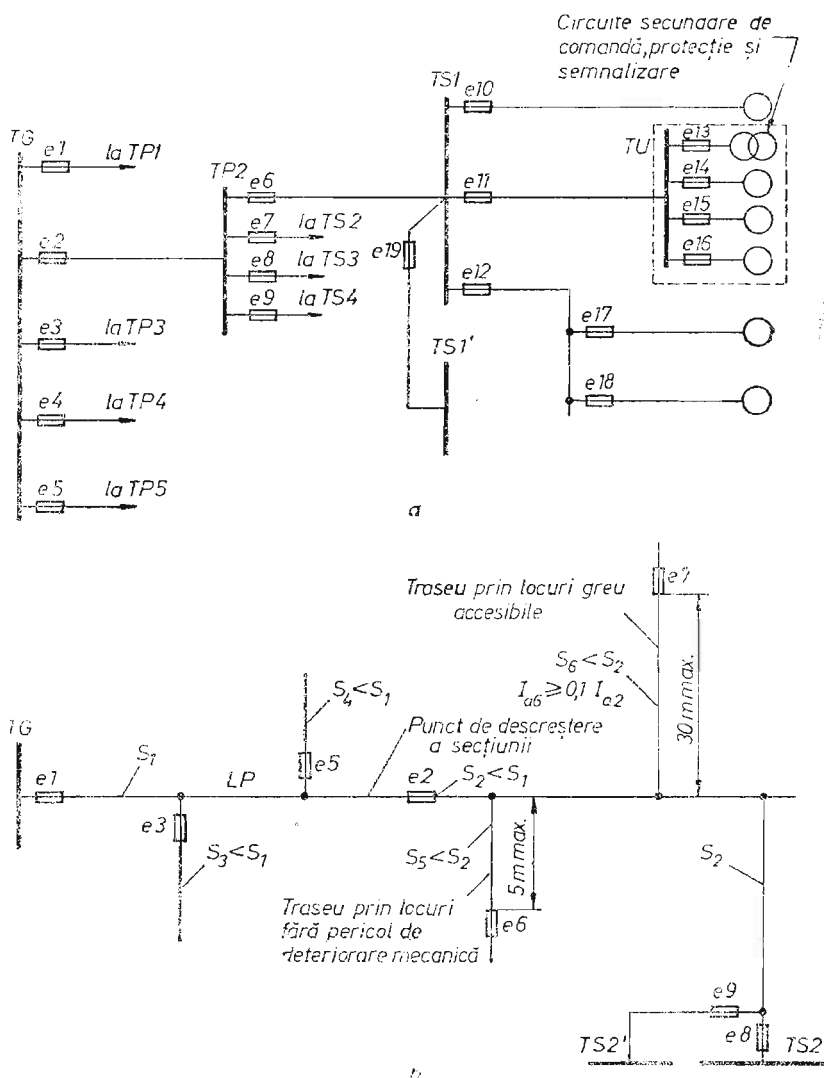 Circuite secundare de
comandă, protecție și
semnalizare
TG
e1
la TP1
e2
e3
la TP3
e4
la TP4
e5
la TP5
TP2
e6
e7
la TS2
e8
la TS3
e9
la TS4
TS1
e10
e11
e12
e19
TS1'
TU
e13
e14
e15
e16
e17
e18
a
Traseu prin locuri greu
accesibile
e7
S6 < S2
Ia6 ⩾ 0,1 Ia2
30 m max.
S4 < S1
Punct de descreștere
a secțiunii
TG
e1
S1
LP
e5
e2
S2 < S1
e3
S3 < S1
S5 < S2
5 m max.
S2
Traseu prin locuri
fără pericol de
deteriorare mecanică
e6
e9
e8
TS2'
TS2
b